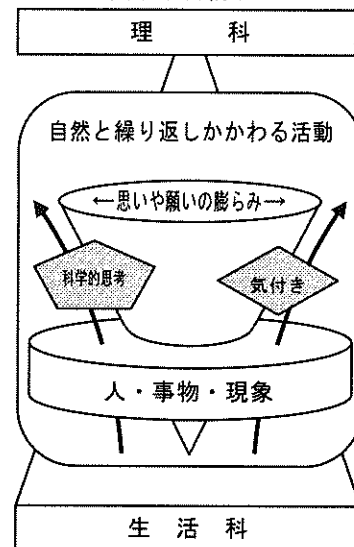 理科
自然と繰り返しかかわる活動
←思いや願いの膨らみ→
科学的思考
気付き
人・事物・現象
生活科